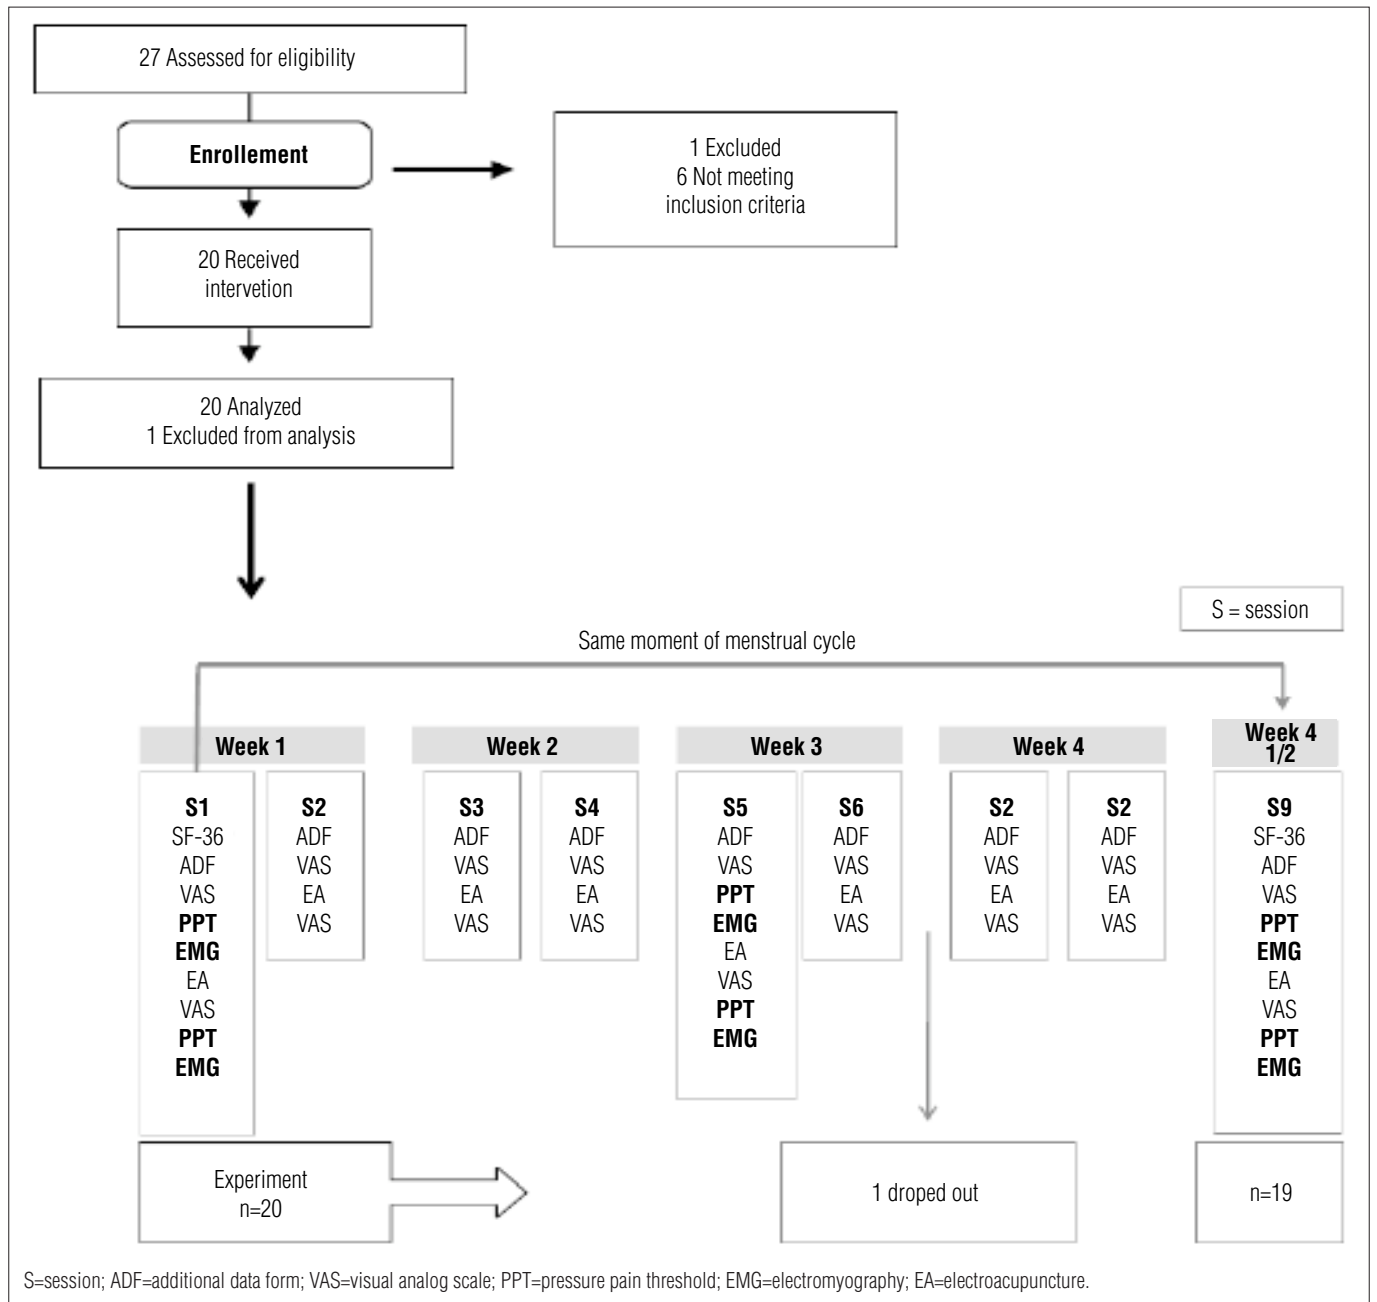 27 Assessed for eligibility
Enrollement
1 Excluded
6 Not meeting
inclusion criteria
20 Received
intervetion
20 Analyzed
1 Excluded from analysis
S = session
Same moment of menstrual cycle
Week 1
S1
SF-36
ADF
VAS
PPT
EMG
EA
VAS
PPT
EMG
S2
ADF
VAS
EA
VAS
Week 2
S3
ADF
VAS
EA
VAS
S4
ADF
VAS
EA
VAS
Week 3
S5
ADF
VAS
PPT
EMG
EA
VAS
PPT
EMG
S6
ADF
VAS
EA
VAS
Week 4
S2
ADF
VAS
EA
VAS
S2
ADF
VAS
EA
VAS
Week 4
1/2
S9
SF-36
ADF
VAS
PPT
EMG
EA
VAS
PPT
EMG
Experiment
n=20
1 droped out
n=19
S=session; ADF=additional data form; VAS=visual analog scale; PPT=pressure pain threshold; EMG=electromyography; EA=electroacupuncture.